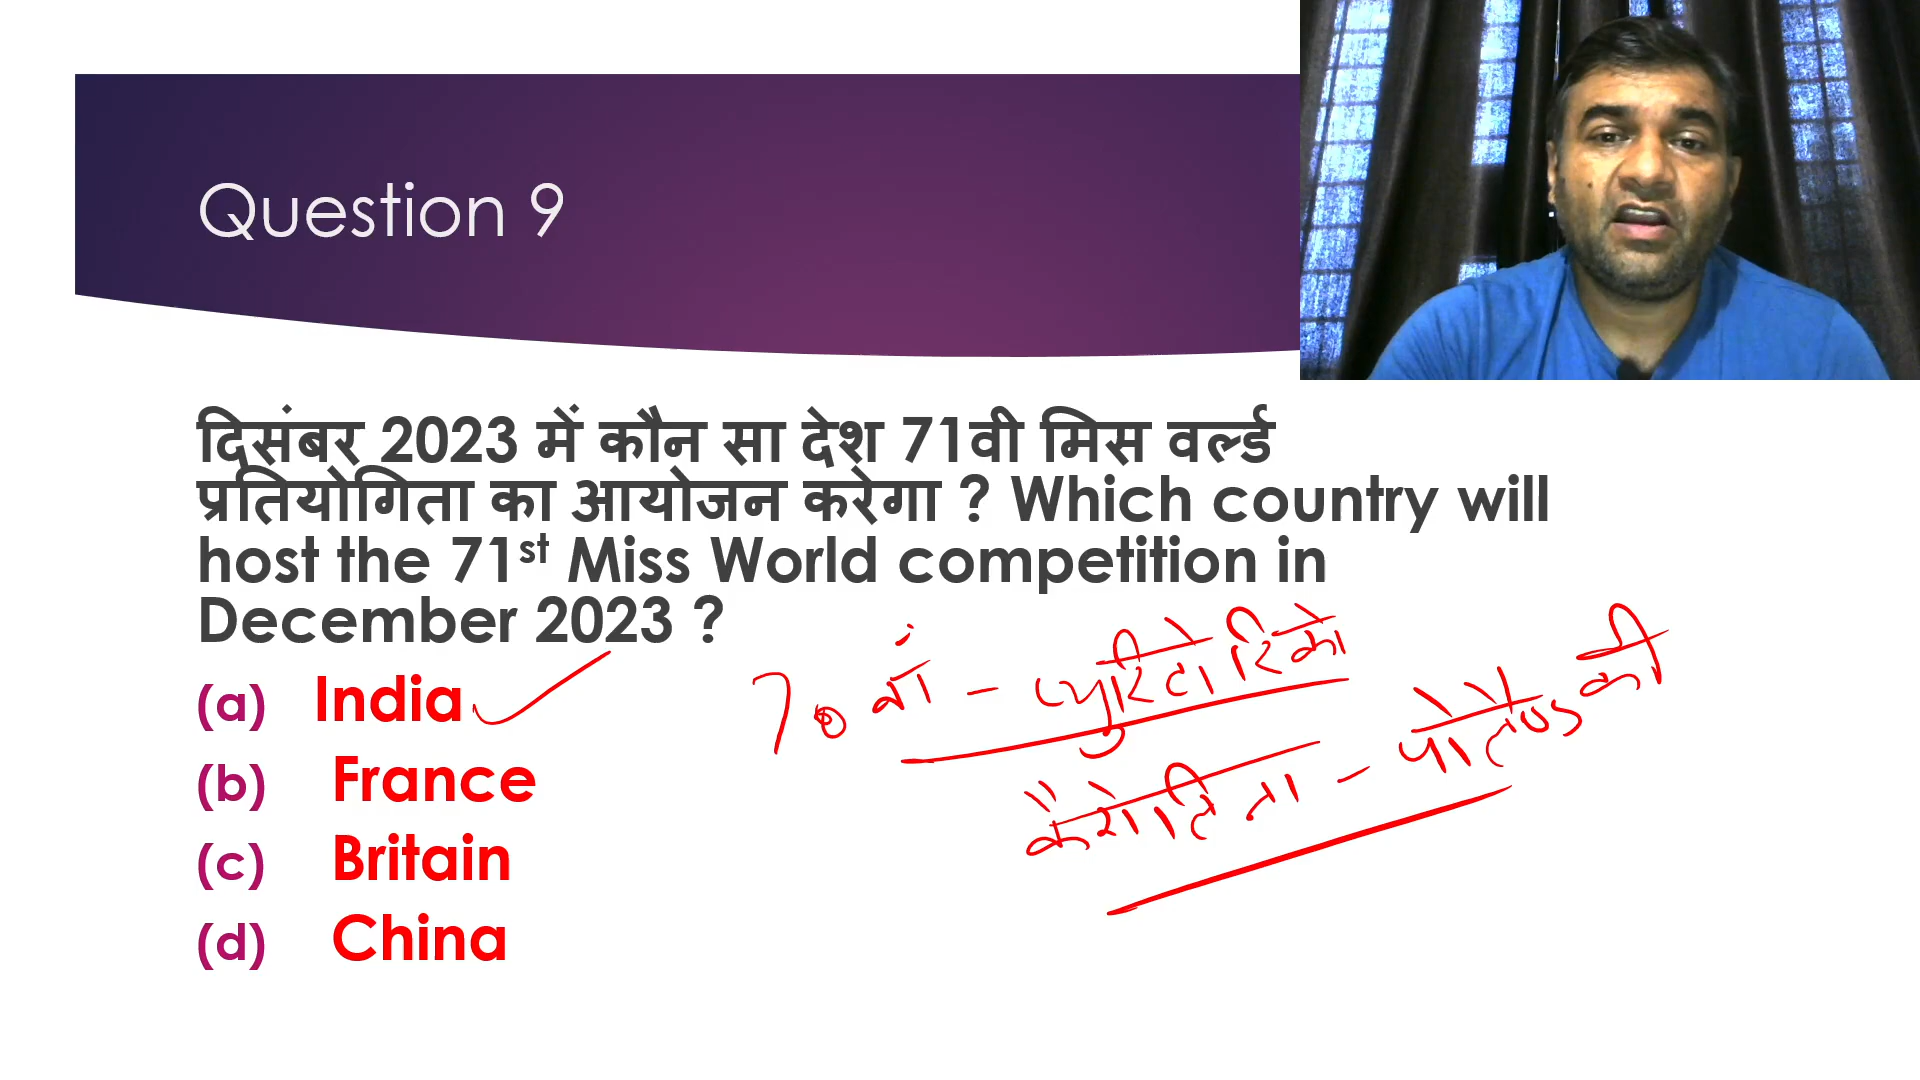 Question 9
दिसंबर 2023 में कौन सा देश 71वी मिस वर्ल्ड
प्रतियोगिता का आयोजन करेगा ? Which country will
host the 71st Miss World competition in
December 2023 ?
(a) India
(b) France
(c) Britain
(d) China
70 वां - प्युरिटो रिको
कैरोलिना - पोलैण्ड की